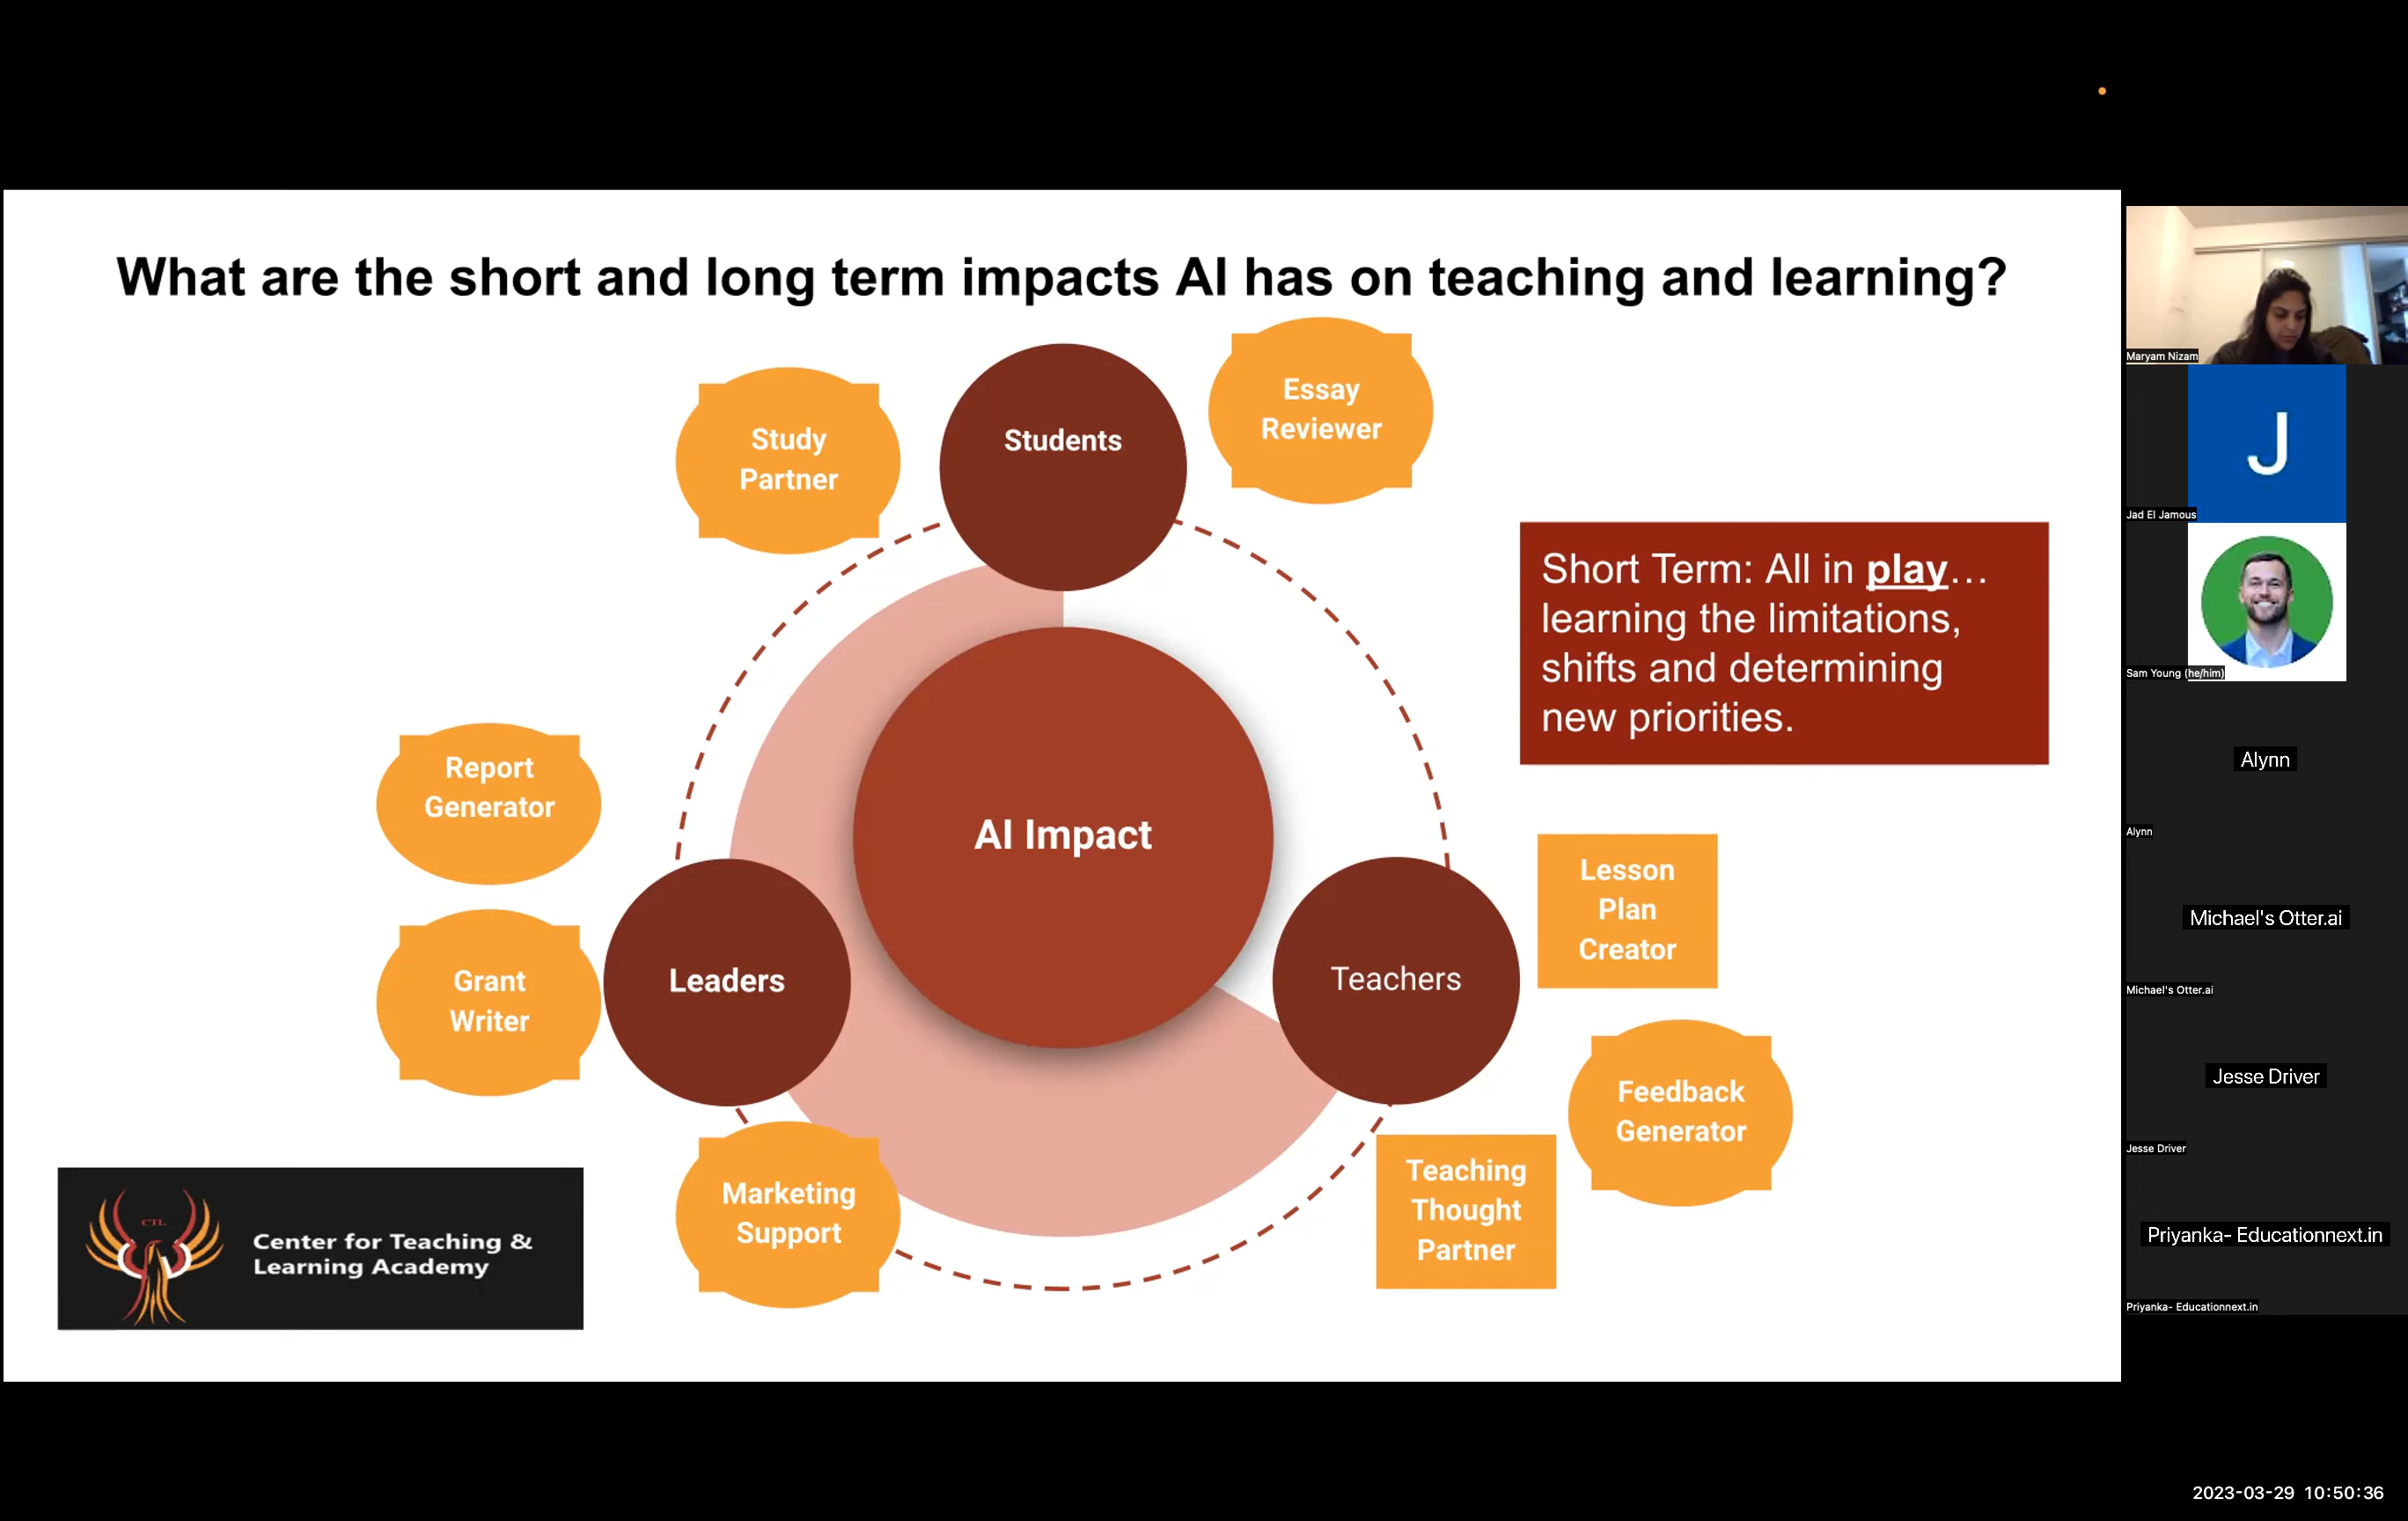 What are the short and long term impacts AI has on teaching and learning?
Study
Partner
Students
Essay
Reviewer
Short Term: All in play...
learning the limitations,
shifts and determining
new priorities.
Report
Generator
AI Impact
Lesson
Plan
Creator
Leaders
Teachers
Grant
Writer
Feedback
Generator
Marketing
Support
Teaching
Thought
Partner
CTL
Center for Teaching &
Learning Academy
Maryam Nizam
J
Jad El Jamous
Sam Young (he/him)
Alynn
Alynn
Michael's Otter.ai
Michael's Otter.ai
Jesse Driver
Jesse Driver
Priyanka- Educationnext.in
Priyanka- Educationnext.in
2023-03-29 10:50:36